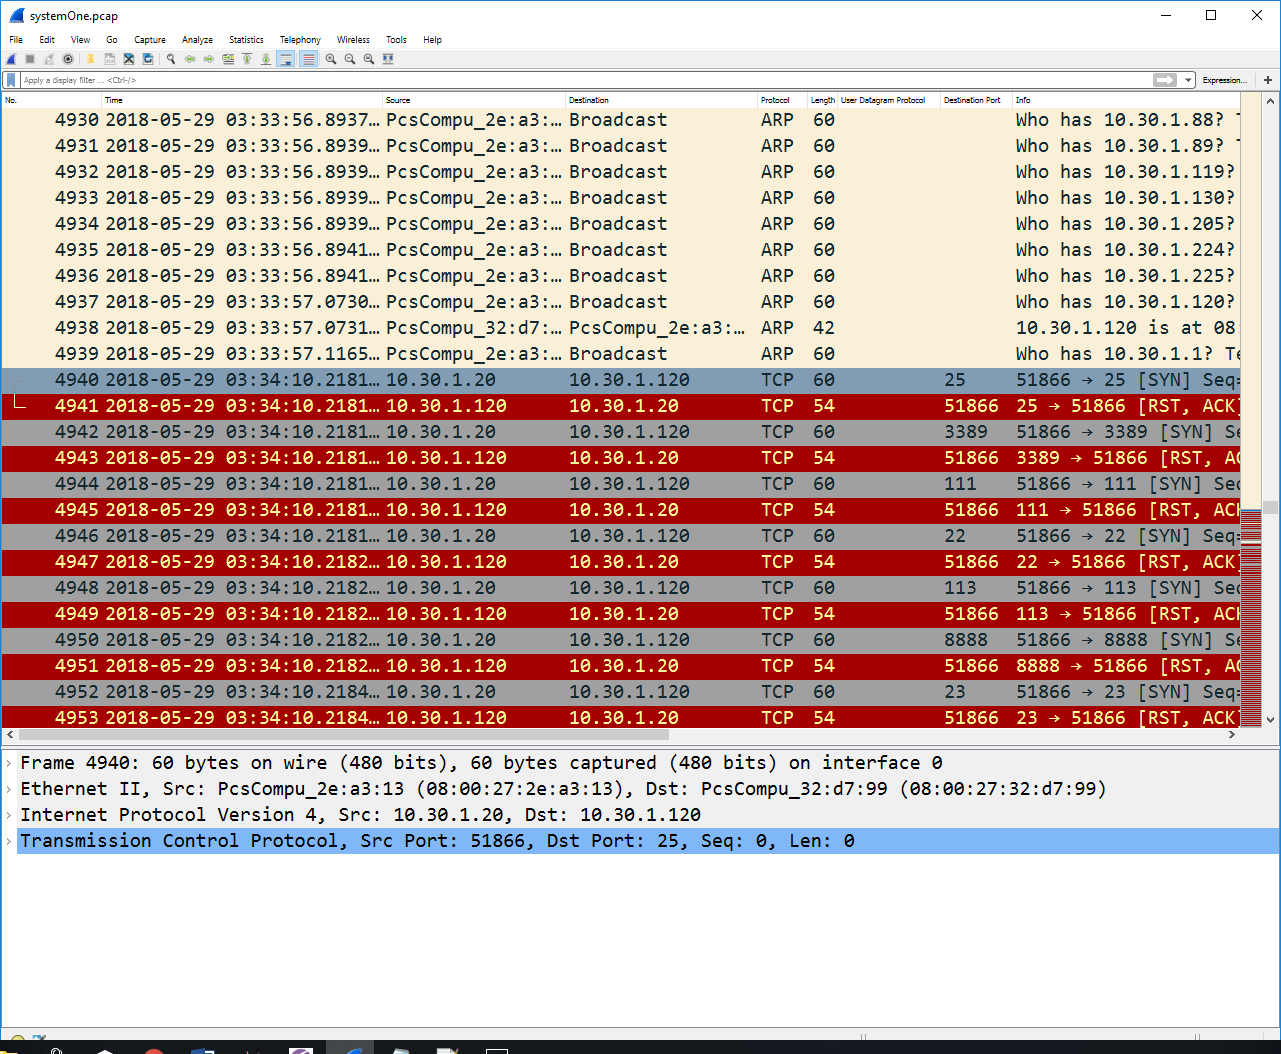 systemOne.pcap
File Edit View Go Capture Analyze Statistics Telephony Wireless Tools Help
Apply a display filter ... <Ctrl-/> Expression... +
No. Time Source Destination Protocol Length User Datagram Protocol Destination Port Info
4930 2018-05-29 03:33:56.8937… PcsCompu_2e:a3:… Broadcast ARP 60 Who has 10.30.1.88?
4931 2018-05-29 03:33:56.8939… PcsCompu_2e:a3:… Broadcast ARP 60 Who has 10.30.1.89?
4932 2018-05-29 03:33:56.8939… PcsCompu_2e:a3:… Broadcast ARP 60 Who has 10.30.1.119?
4933 2018-05-29 03:33:56.8939… PcsCompu_2e:a3:… Broadcast ARP 60 Who has 10.30.1.130?
4934 2018-05-29 03:33:56.8939… PcsCompu_2e:a3:… Broadcast ARP 60 Who has 10.30.1.205?
4935 2018-05-29 03:33:56.8941… PcsCompu_2e:a3:… Broadcast ARP 60 Who has 10.30.1.224?
4936 2018-05-29 03:33:56.8941… PcsCompu_2e:a3:… Broadcast ARP 60 Who has 10.30.1.225?
4937 2018-05-29 03:33:57.0730… PcsCompu_2e:a3:… Broadcast ARP 60 Who has 10.30.1.120?
4938 2018-05-29 03:33:57.0731… PcsCompu_32:d7:… PcsCompu_2e:a3:… ARP 42 10.30.1.120 is at 08:
4939 2018-05-29 03:33:57.1165… PcsCompu_2e:a3:… Broadcast ARP 60 Who has 10.30.1.1? Te
4940 2018-05-29 03:34:10.2181… 10.30.1.20 10.30.1.120 TCP 60 25 51866 → 25 [SYN] Seq=
4941 2018-05-29 03:34:10.2181… 10.30.1.120 10.30.1.20 TCP 54 51866 25 → 51866 [RST, ACK]
4942 2018-05-29 03:34:10.2181… 10.30.1.20 10.30.1.120 TCP 60 3389 51866 → 3389 [SYN] Se
4943 2018-05-29 03:34:10.2181… 10.30.1.120 10.30.1.20 TCP 54 51866 3389 → 51866 [RST, AC
4944 2018-05-29 03:34:10.2181… 10.30.1.20 10.30.1.120 TCP 60 111 51866 → 111 [SYN] Seq
4945 2018-05-29 03:34:10.2181… 10.30.1.120 10.30.1.20 TCP 54 51866 111 → 51866 [RST, ACK
4946 2018-05-29 03:34:10.2181… 10.30.1.20 10.30.1.120 TCP 60 22 51866 → 22 [SYN] Seq=
4947 2018-05-29 03:34:10.2182… 10.30.1.120 10.30.1.20 TCP 54 51866 22 → 51866 [RST, ACK]
4948 2018-05-29 03:34:10.2182… 10.30.1.20 10.30.1.120 TCP 60 113 51866 → 113 [SYN] Seq
4949 2018-05-29 03:34:10.2182… 10.30.1.120 10.30.1.20 TCP 54 51866 113 → 51866 [RST, ACK
4950 2018-05-29 03:34:10.2182… 10.30.1.20 10.30.1.120 TCP 60 8888 51866 → 8888 [SYN] Se
4951 2018-05-29 03:34:10.2182… 10.30.1.120 10.30.1.20 TCP 54 51866 8888 → 51866 [RST, AC
4952 2018-05-29 03:34:10.2184… 10.30.1.20 10.30.1.120 TCP 60 23 51866 → 23 [SYN] Seq=
4953 2018-05-29 03:34:10.2184… 10.30.1.120 10.30.1.20 TCP 54 51866 23 → 51866 [RST, ACK]
Frame 4940: 60 bytes on wire (480 bits), 60 bytes captured (480 bits) on interface 0
Ethernet II, Src: PcsCompu_2e:a3:13 (08:00:27:2e:a3:13), Dst: PcsCompu_32:d7:99 (08:00:27:32:d7:99)
Internet Protocol Version 4, Src: 10.30.1.20, Dst: 10.30.1.120
Transmission Control Protocol, Src Port: 51866, Dst Port: 25, Seq: 0, Len: 0